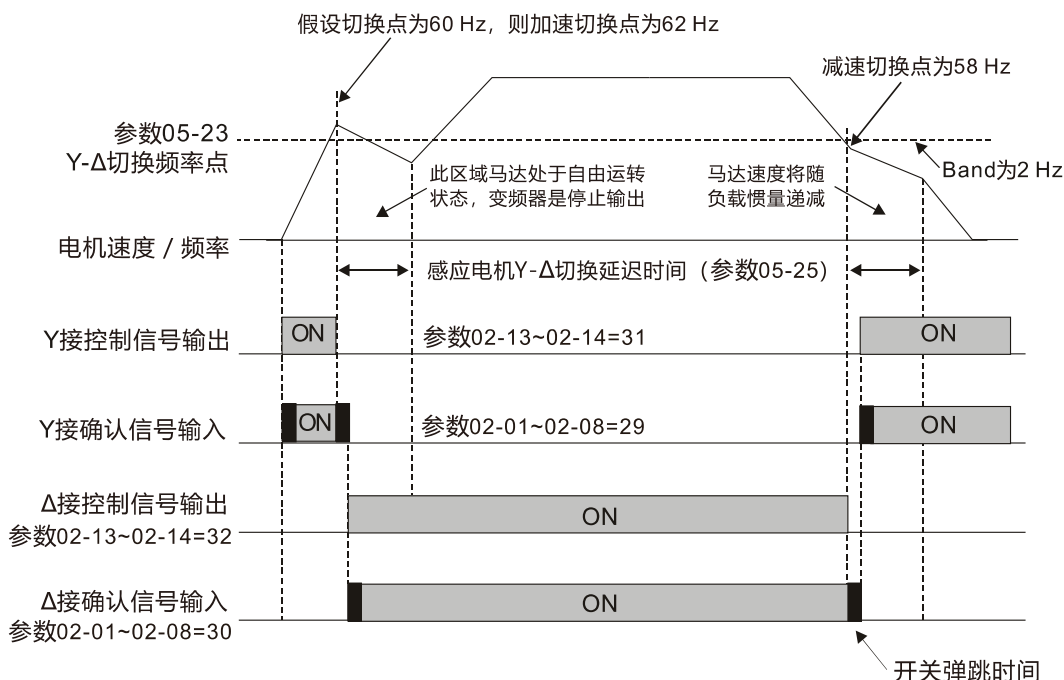 假设切换点为60 Hz，则加速切换点为62 Hz
减速切换点为58 Hz
参数05-23
Y-Δ切换频率点
Band为2 Hz
此区域马达处于自由运转
状态，变频器是停止输出
马达速度将随
负载惯量递减
电机速度 / 频率
感应电机Y-Δ切换延迟时间（参数05-25）
Y接控制信号输出
ON
参数02-13~02-14=31
ON
Y接确认信号输入
ON
参数02-01~02-08=29
ON
Δ接控制信号输出
参数02-13~02-14=32
ON
Δ接确认信号输入
参数02-01~02-08=30
ON
开关弹跳时间